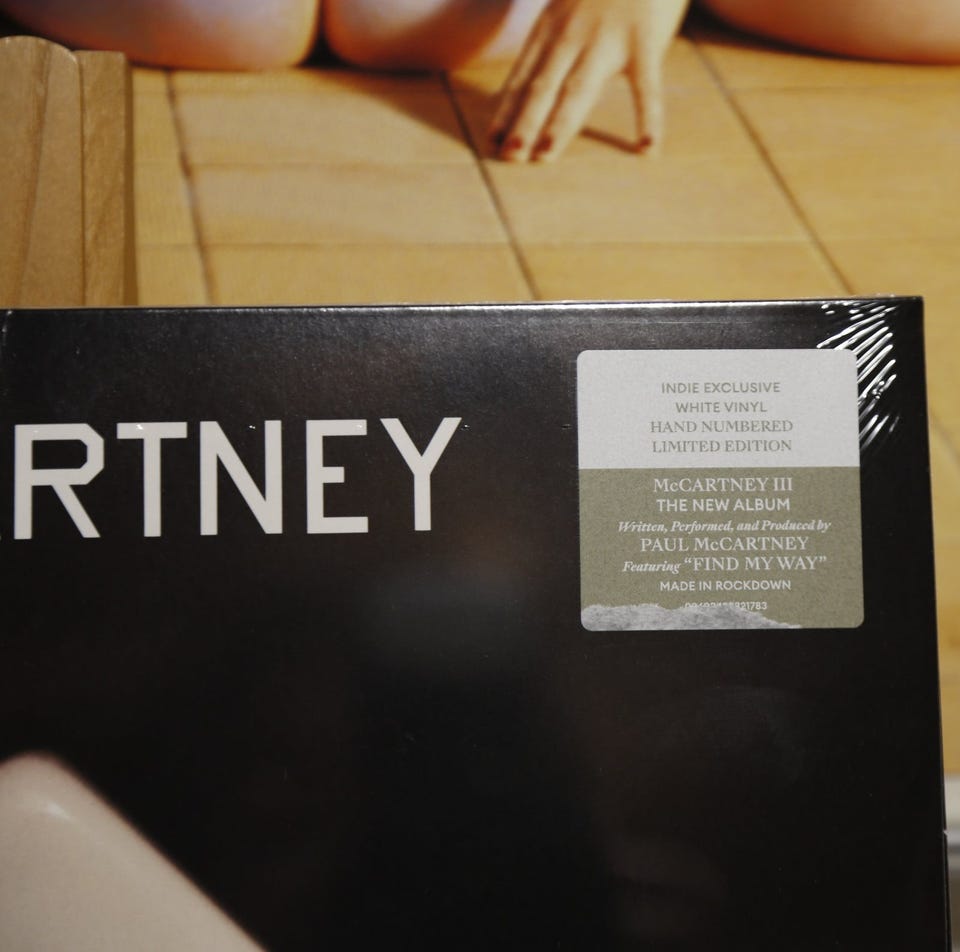 RTNEY
INDIE EXCLUSIVE
WHITE VINYL
HAND NUMBERED
LIMITED EDITION
McCARTNEY III
THE NEW ALBUM
Written, Performed, and Produced by
PAUL McCARTNEY
Featuring “FIND MY WAY”
MADE IN ROCKDOWN